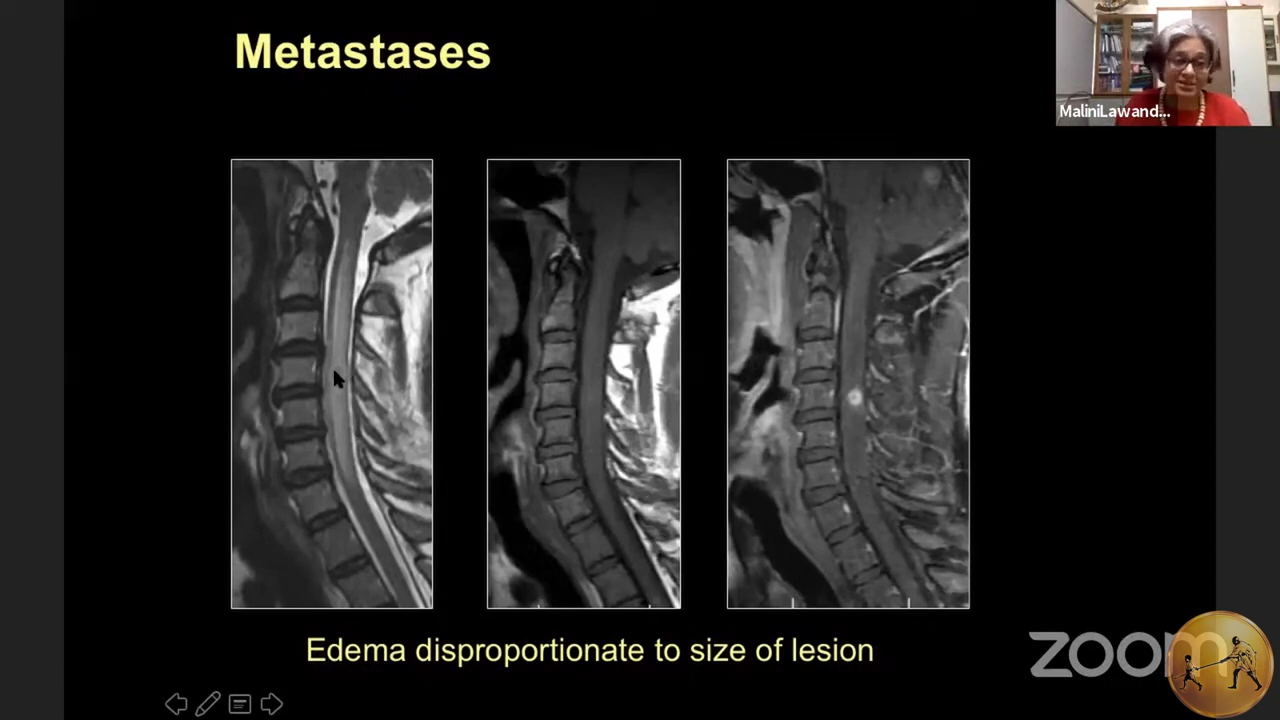 Metastases
MaliniLawand...
Edema disproportionate to size of lesion
zoom